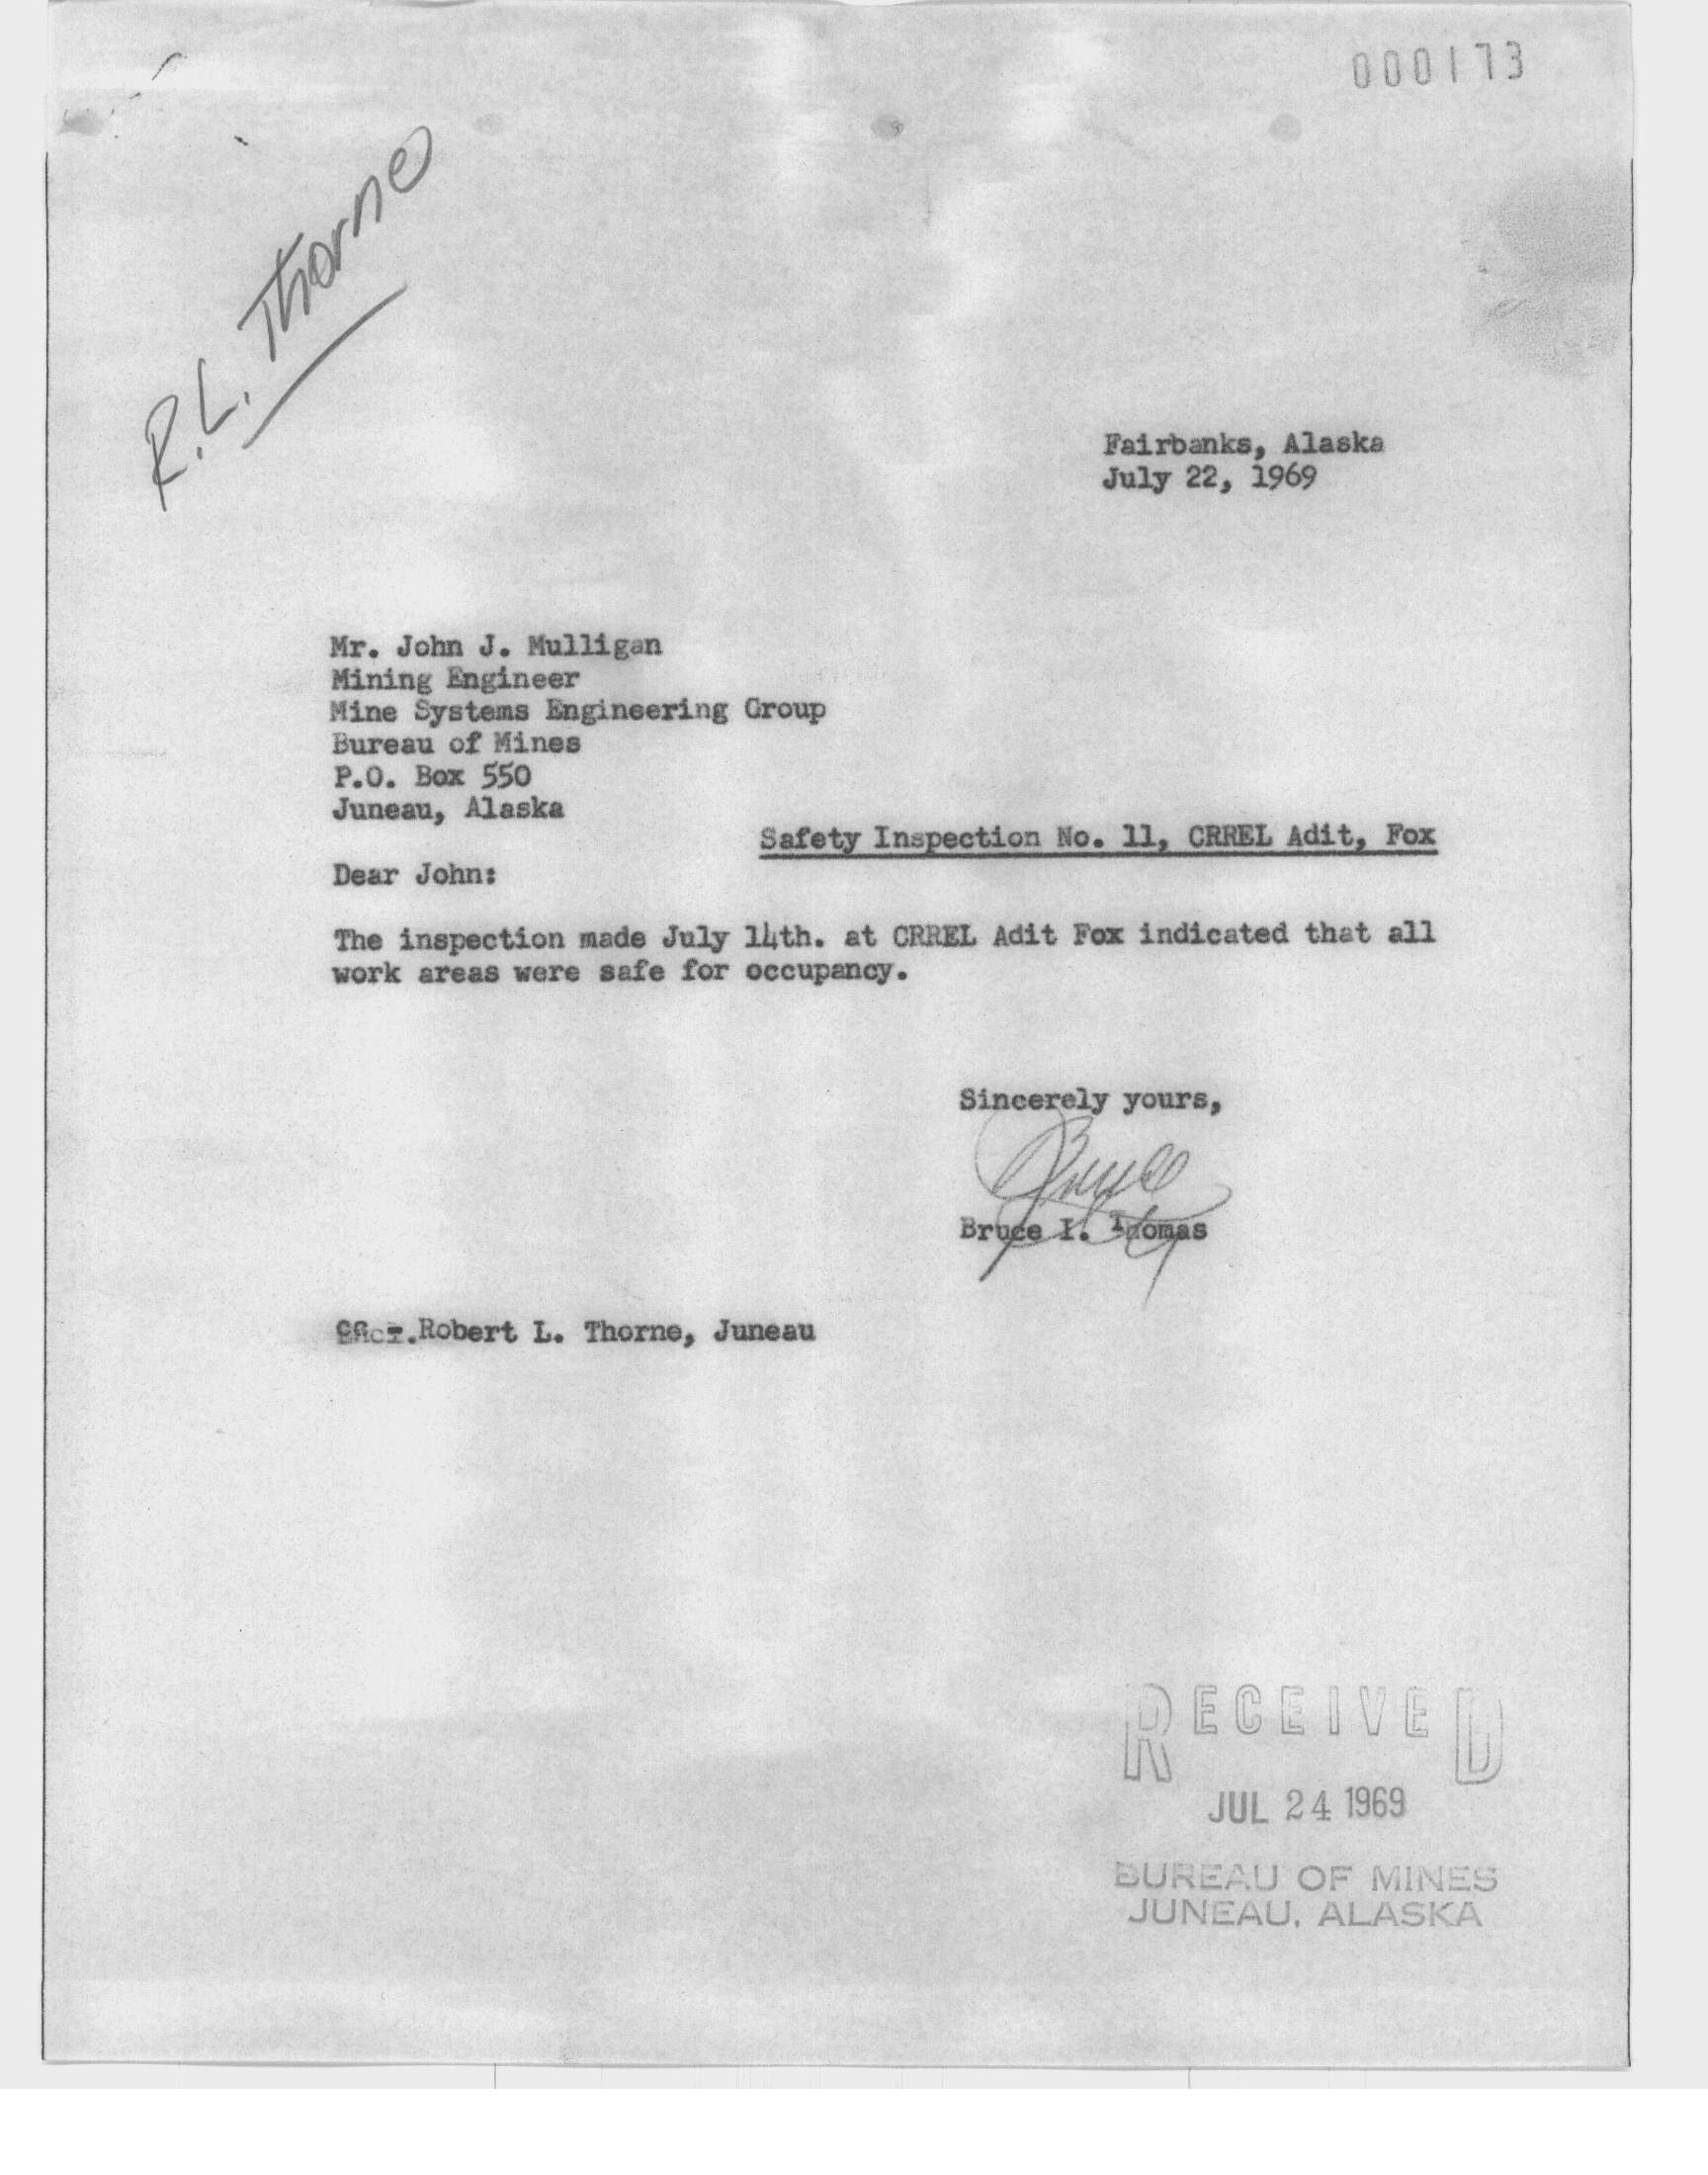 000173
R.L. Thorne
Fairbanks, Alaska
July 22, 1969
Mr. John J. Mulligan
Mining Engineer
Mine Systems Engineering Group
Bureau of Mines
P.O. Box 550
Juneau, Alaska
Safety Inspection No. 11, CRREL Adit, Fox
Dear John:
The inspection made July 14th. at CRREL Adit Fox indicated that all
work areas were safe for occupancy.
Sincerely yours,
Bruce
Bruce I. Thomas
Robert L. Thorne, Juneau
RECEIVED
JUL 24 1969
BUREAU OF MINES
JUNEAU, ALASKA